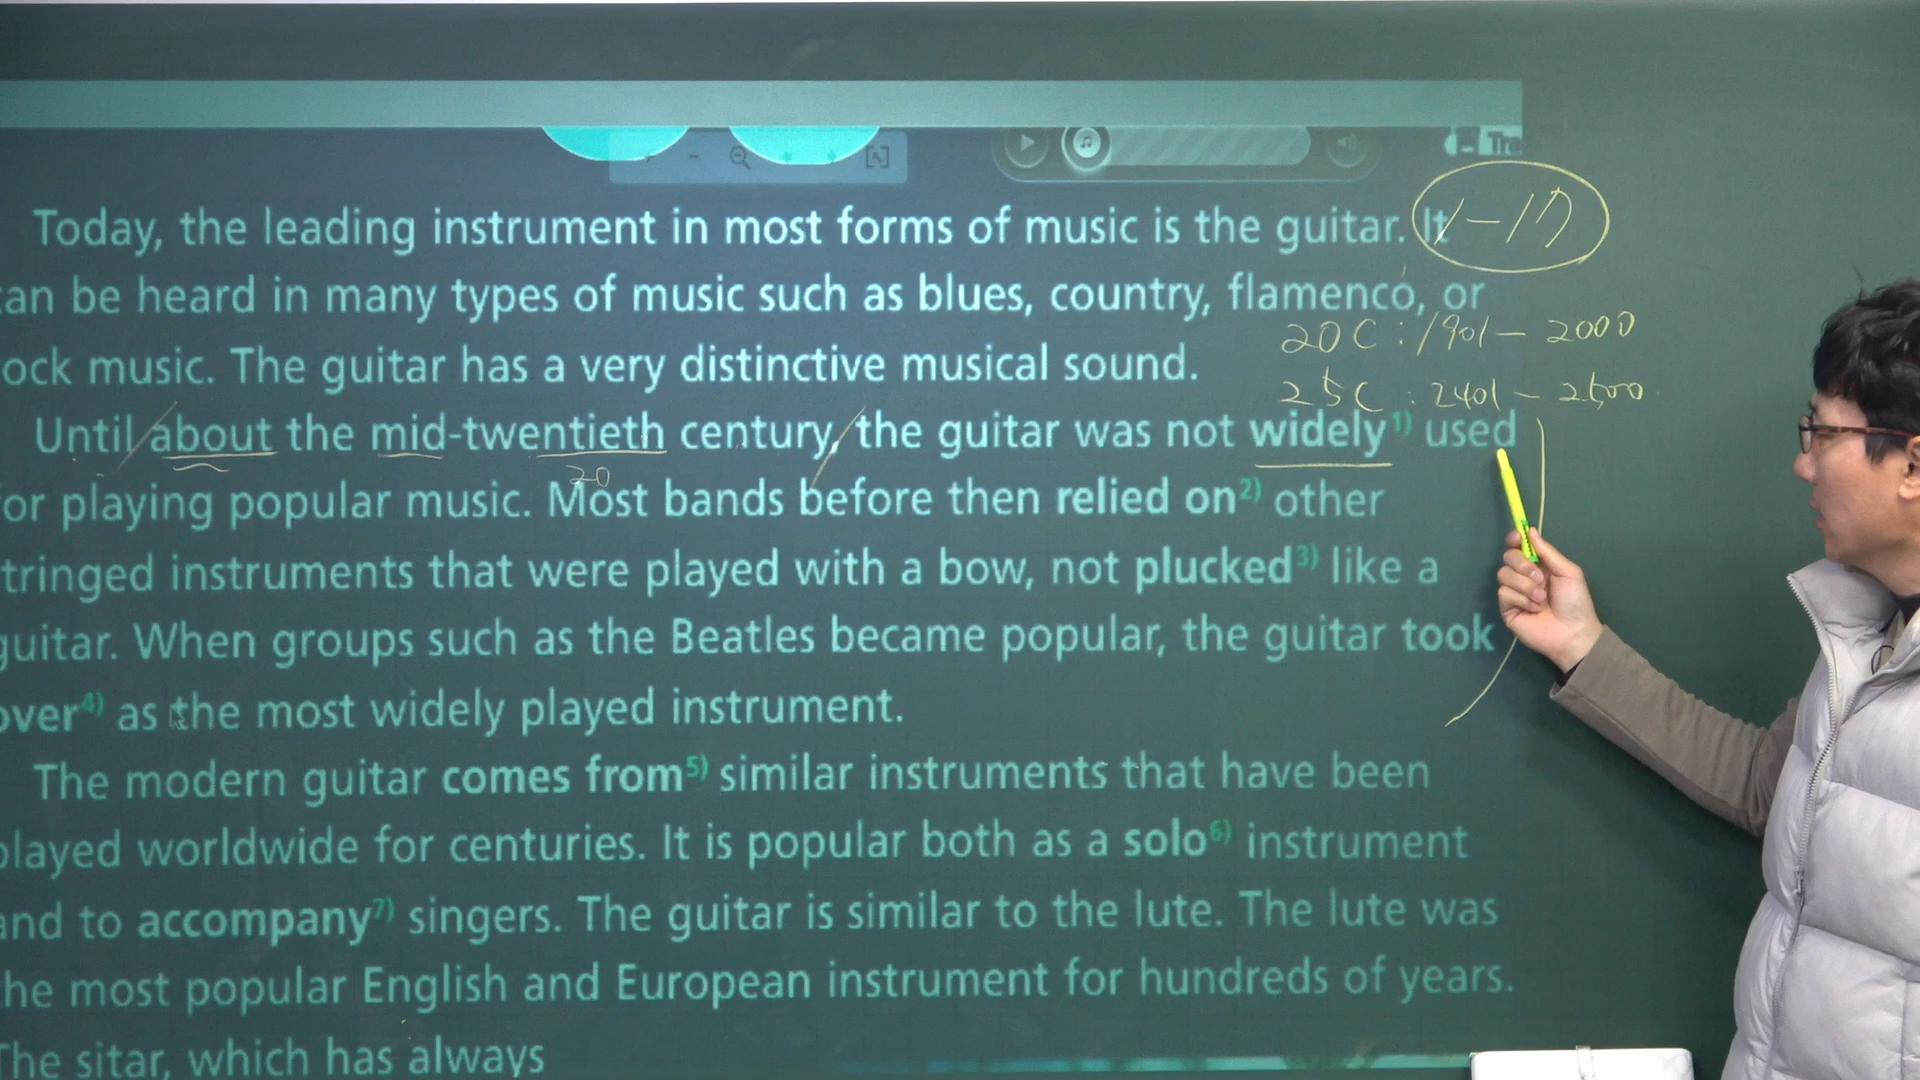 Tre
Today, the leading instrument in most forms of music is the guitar. It
1-17
an be heard in many types of music such as blues, country, flamenco, or
20C : 1901 - 2000
ock music. The guitar has a very distinctive musical sound.
25C : 2401 - 2500
Until about the mid-twentieth century, the guitar was not widely1) used
20
or playing popular music. Most bands before then relied on2) other
tringed instruments that were played with a bow, not plucked3) like a
guitar. When groups such as the Beatles became popular, the guitar took
over4) as the most widely played instrument.
The modern guitar comes from5) similar instruments that have been
played worldwide for centuries. It is popular both as a solo6) instrument
and to accompany7) singers. The guitar is similar to the lute. The lute was
he most popular English and European instrument for hundreds of years.
The sitar, which has always